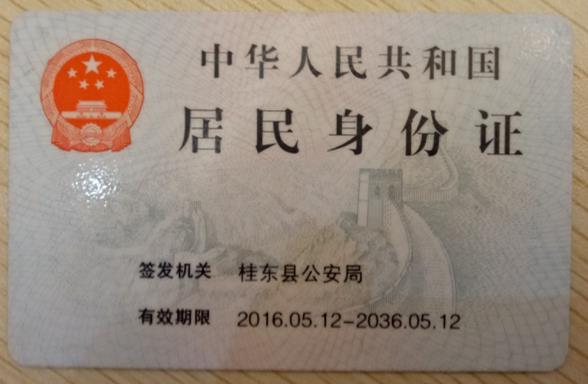 中华人民共和国
居民身份证
签发机关 桂东县公安局
有效期限 2016.05.12-2036.05.12